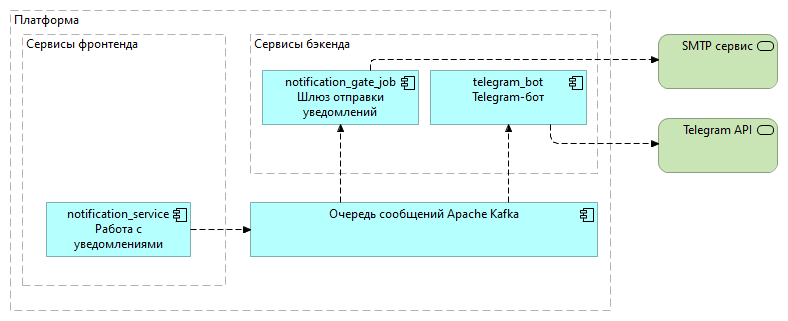 Платформа
Сервисы фронтенда
Сервисы бэкенда
SMTP сервис
notification_gate_job
Шлюз отправки
уведомлений
telegram_bot
Telegram-бот
Telegram API
notification_service
Работа с
уведомлениями
Очередь сообщений Apache Kafka